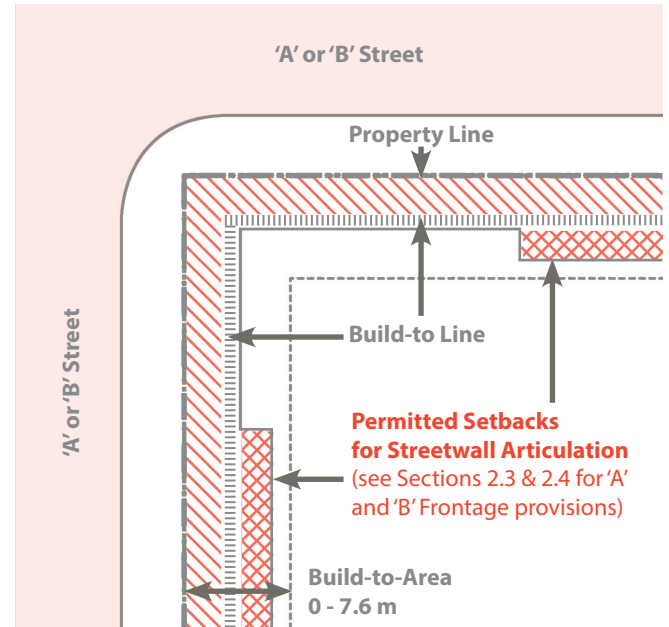 ‘A’ or ‘B’ Street
Property Line
‘A’ or ‘B’ Street
Build-to Line
Permitted Setbacks
for Streetwall Articulation
(see Sections 2.3 & 2.4 for ‘A’
and ‘B’ Frontage provisions)
Build-to-Area
0 - 7.6 m